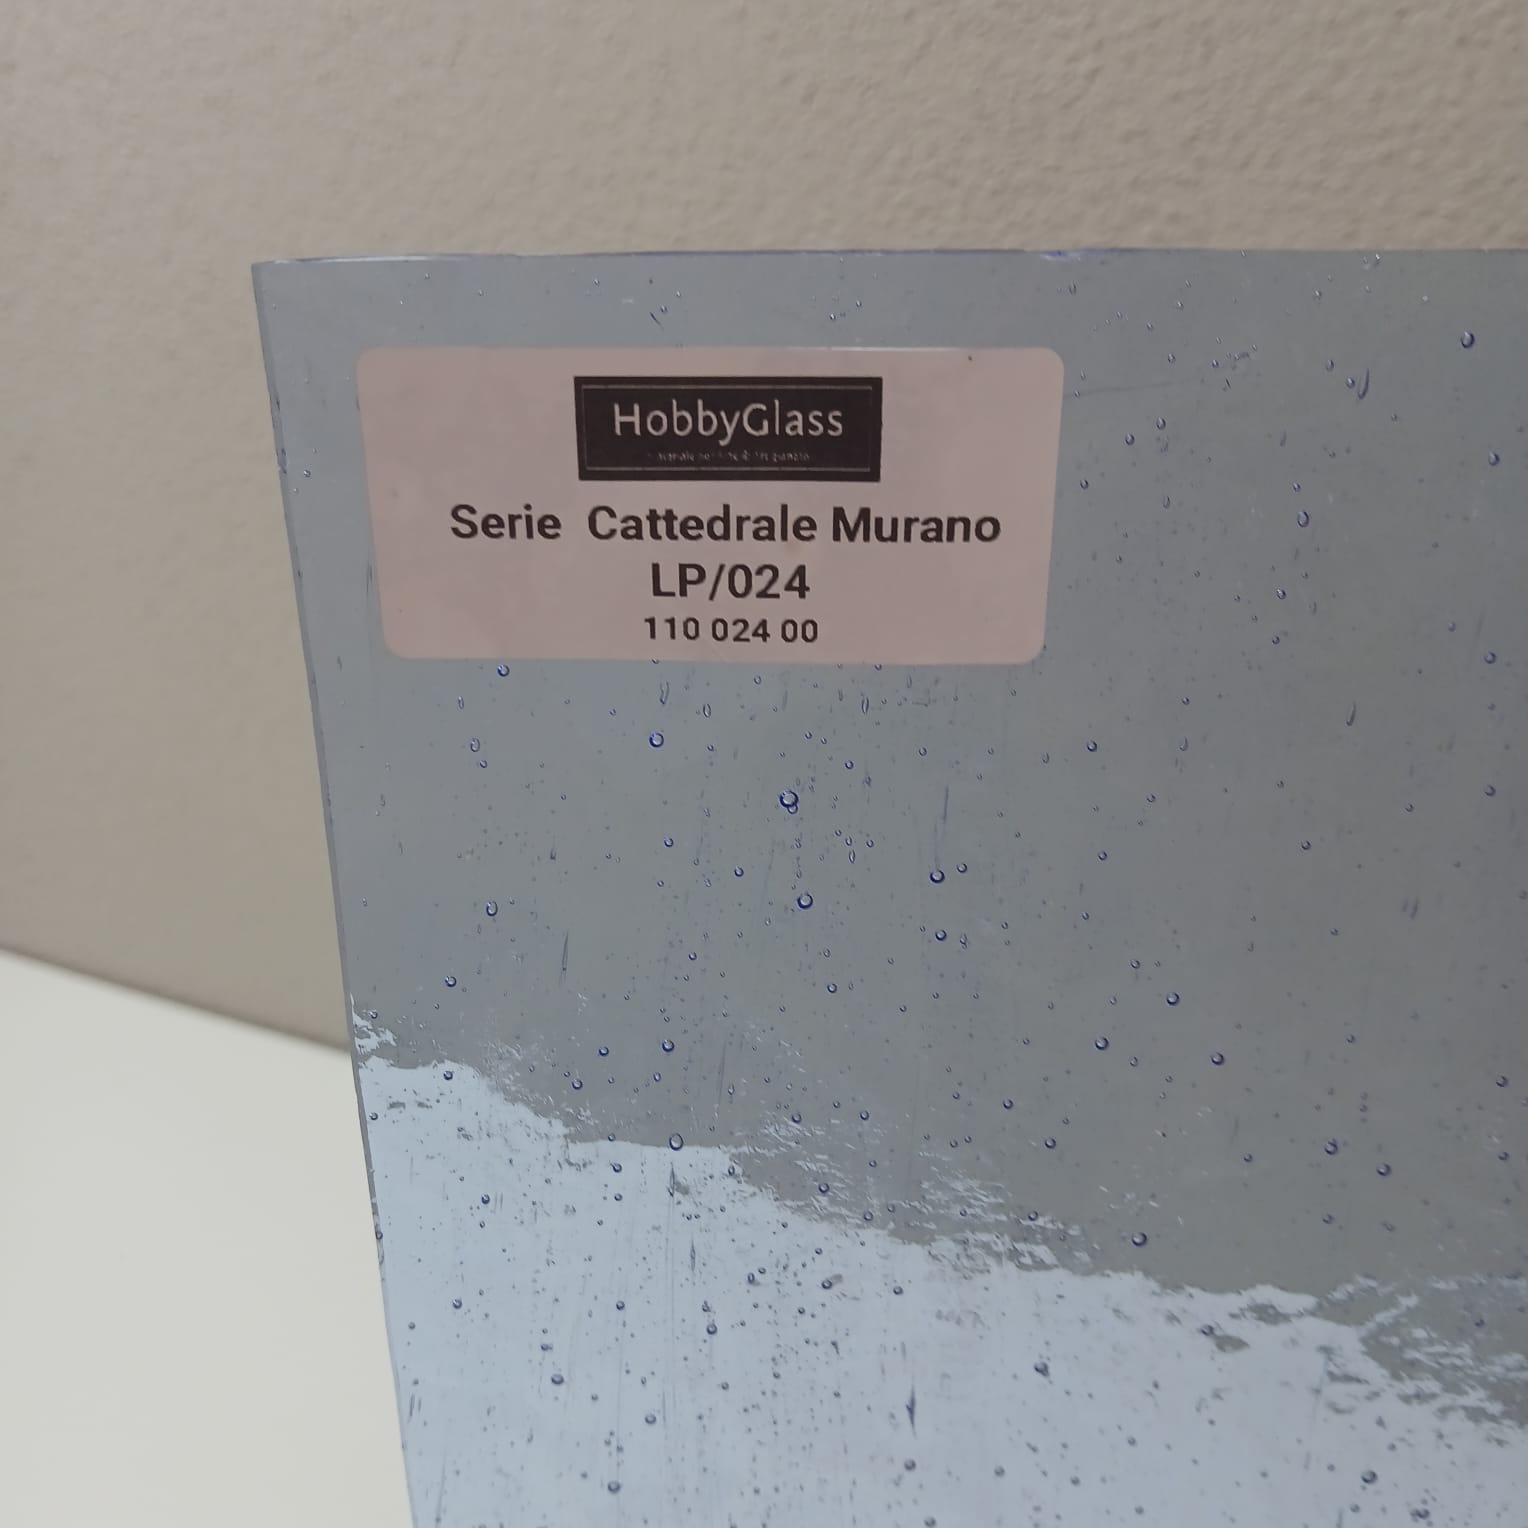 HobbyGlass
Serie Cattedrale Murano
LP/024
110 024 00